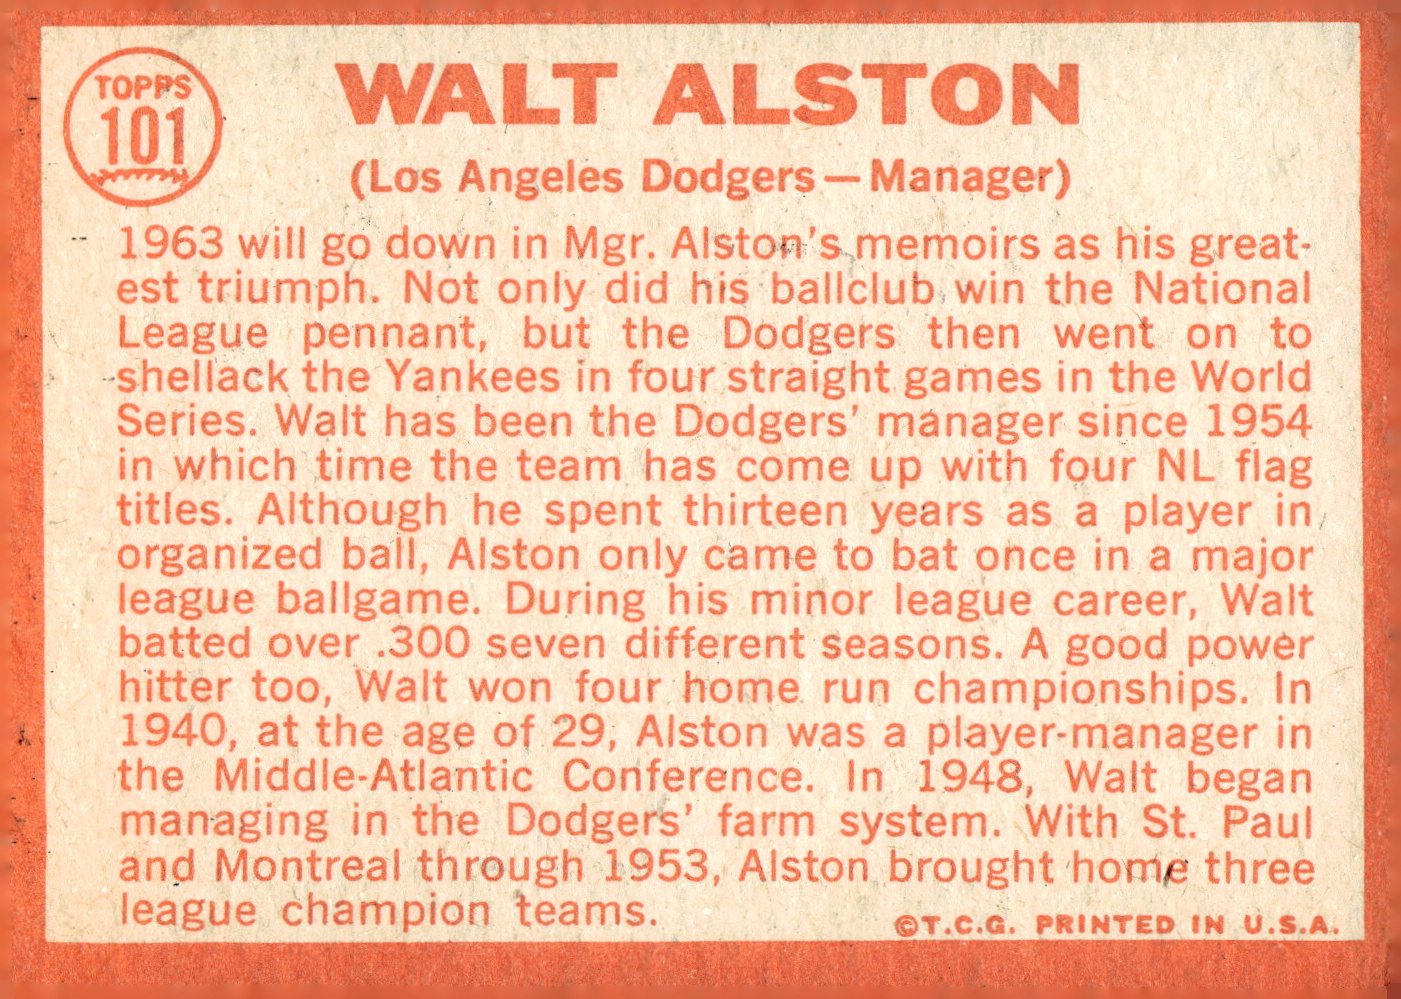 TOPPS
101
WALT ALSTON
(Los Angeles Dodgers — Manager)
1963 will go down in Mgr. Alston's memoirs as his great-
est triumph. Not only did his ballclub win the National
League pennant, but the Dodgers then went on to
shellack the Yankees in four straight games in the World
Series. Walt has been the Dodgers' manager since 1954
in which time the team has come up with four NL flag
titles. Although he spent thirteen years as a player in
organized ball, Alston only came to bat once in a major
league ballgame. During his minor league career, Walt
batted over .300 seven different seasons. A good power
hitter too, Walt won four home run championships. In
1940, at the age of 29, Alston was a player-manager in
the Middle-Atlantic Conference. In 1948, Walt began
managing in the Dodgers' farm system. With St. Paul
and Montreal through 1953, Alston brought home three
league champion teams.
©T.C.G. PRINTED IN U.S.A.